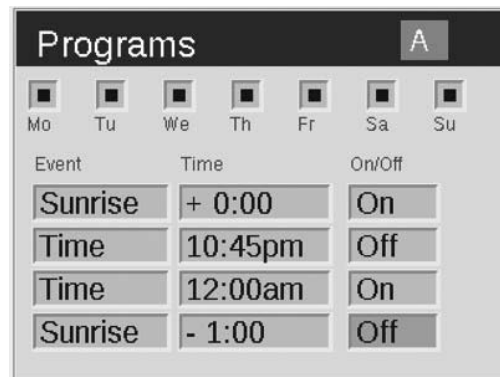 Programs A
Mo Tu We Th Fr Sa Su
Event Time On/Off
Sunrise + 0:00 On
Time 10:45pm Off
Time 12:00am On
Sunrise - 1:00 Off